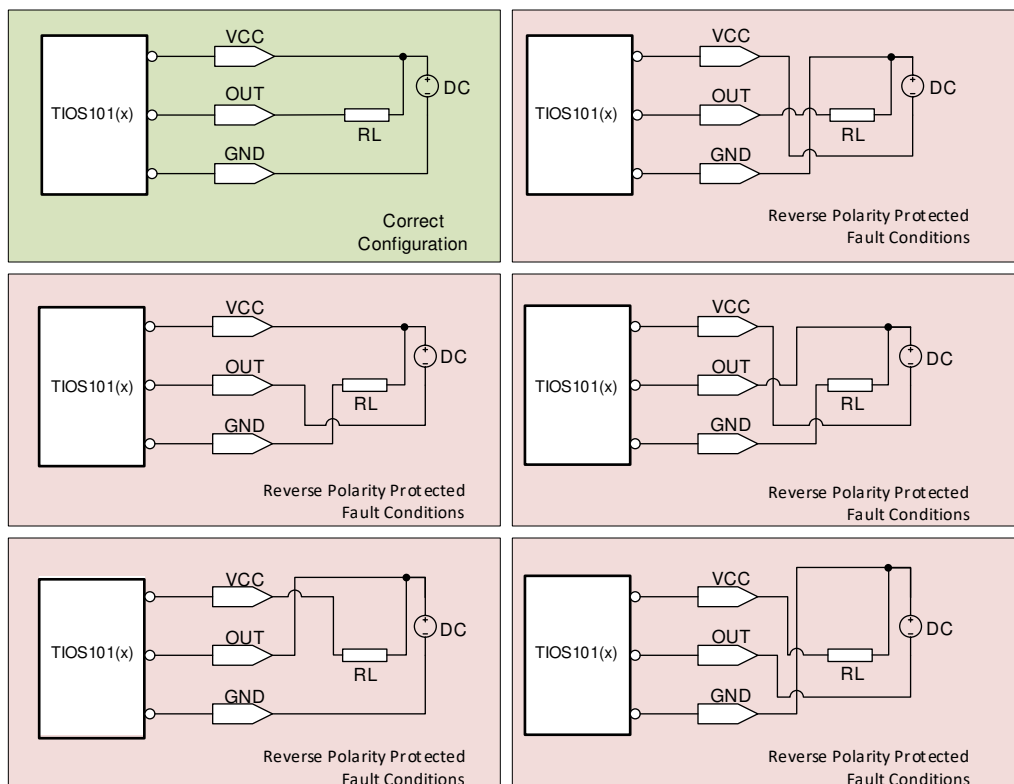 VCC
TIOS101(x)
OUT
GND
+
-
DC
RL
Correct
Configuration
VCC
TIOS101(x)
OUT
GND
+
-
DC
RL
Reverse Polarity Protected
Fault Conditions
VCC
TIOS101(x)
OUT
GND
+
-
DC
RL
Reverse Polarity Protected
Fault Conditions
VCC
TIOS101(x)
OUT
GND
+
-
DC
RL
Reverse Polarity Protected
Fault Conditions
VCC
TIOS101(x)
OUT
GND
+
-
DC
RL
Reverse Polarity Protected
Fault Conditions
VCC
TIOS101(x)
OUT
GND
+
-
DC
RL
Reverse Polarity Protected
Fault Conditions